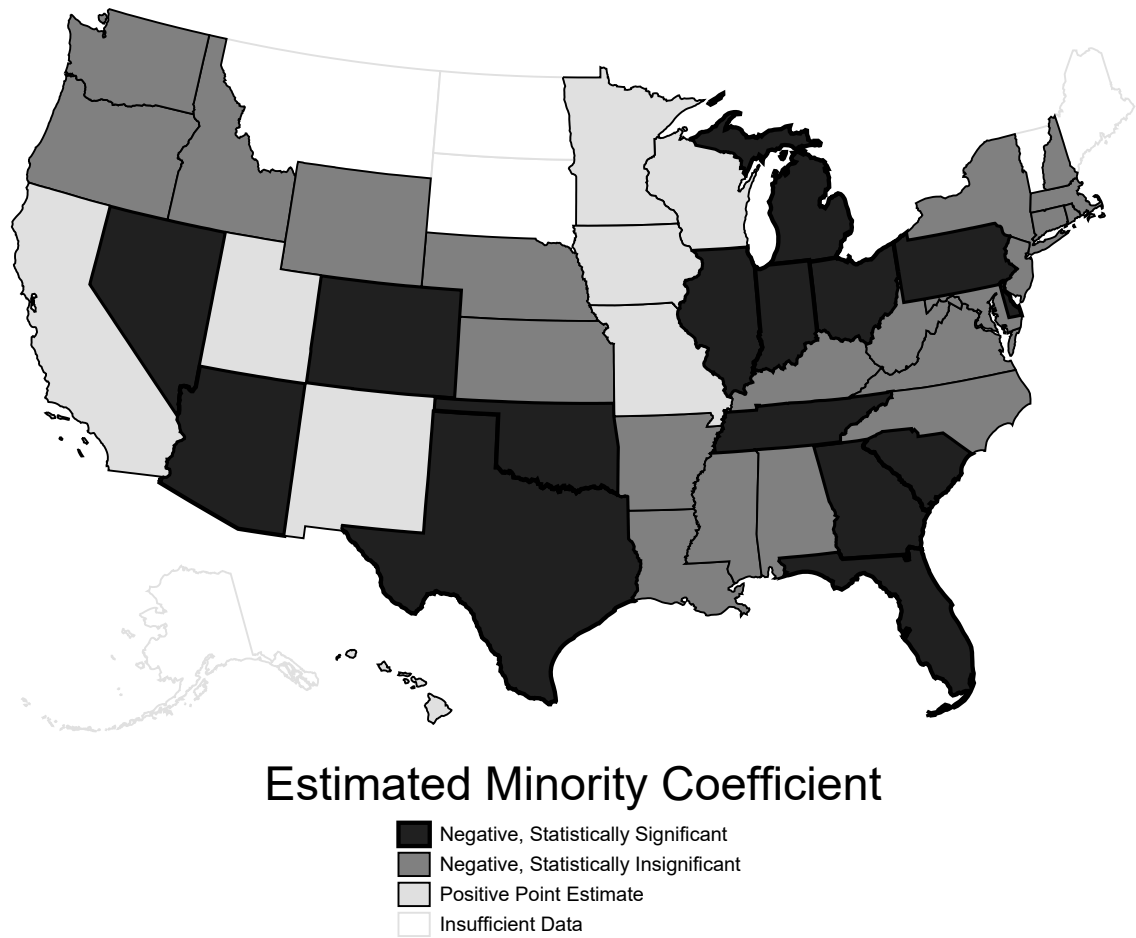 Estimated Minority Coefficient
Negative, Statistically Significant
Negative, Statistically Insignificant
Positive Point Estimate
Insufficient Data